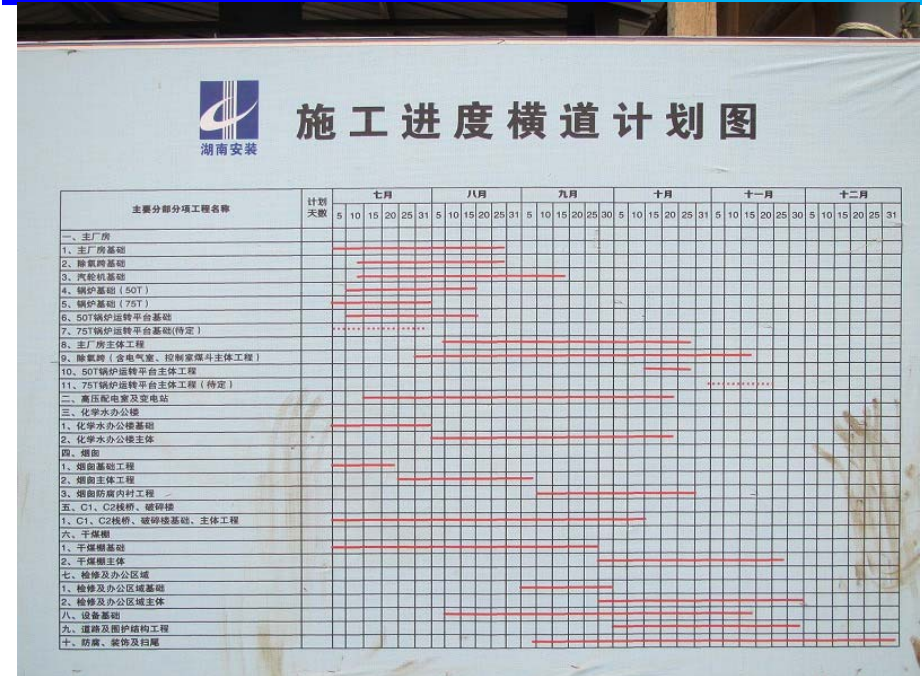 湖南安装
施工进度横道计划图
主要分部分项工程名称 计划天数 七月 八月 九月 十月 十一月 十二月
5 10 15 20 25 31 5 10 15 20 25 31 5 10 15 20 25 30 5 10 15 20 25 31 5 10 15 20 25 30 5 10 15 20 25 31
一、主厂房
1、主厂房基础
2、除氧跨基础
3、汽轮机基础
4、锅炉基础（50T）
5、锅炉基础（75T）
6、50T锅炉运转平台基础
7、75T锅炉运转平台基础(待定）
8、主厂房主体工程
9、除氧跨（含电气室、控制室煤斗主体工程）
10、50T锅炉运转平台主体工程
11、75T锅炉运转平台主体工程（待定）
二、高压配电室及变电站
三、化学水办公楼
1、化学水办公楼基础
2、化学水办公楼主体
四、烟囱
1、烟囱基础工程
2、烟囱主体工程
3、烟囱防腐内衬工程
五、C1、C2栈桥、破碎楼
1、C1、C2栈桥、破碎楼基础、主体工程
六、干煤棚
1、干煤棚基础
2、干煤棚主体
七、检修及办公区域
1、检修及办公区域基础
2、检修及办公区域主体
八、设备基础
九、道路及围护结构工程
十、防腐、装饰及扫尾